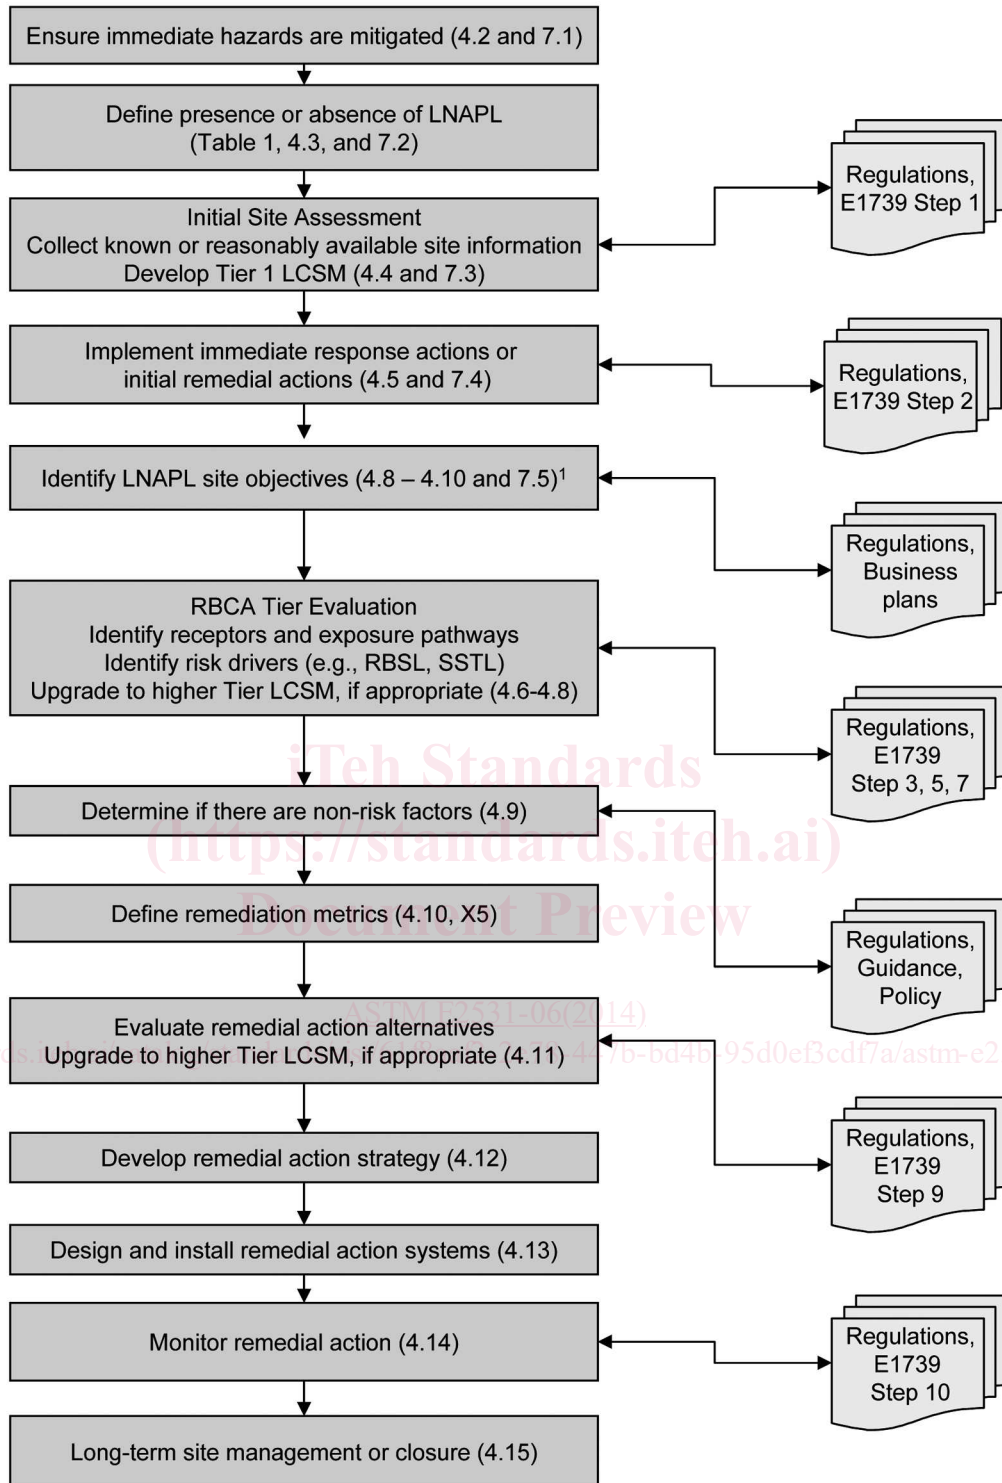 Ensure immediate hazards are mitigated (4.2 and 7.1)
Define presence or absence of LNAPL
(Table 1, 4.3, and 7.2)
Regulations,
E1739 Step 1
Initial Site Assessment
Collect known or reasonably available site information
Develop Tier 1 LCSM (4.4 and 7.3)
Implement immediate response actions or
initial remedial actions (4.5 and 7.4)
Regulations,
E1739 Step 2
Identify LNAPL site objectives (4.8 – 4.10 and 7.5)¹
Regulations,
Business
plans
RBCA Tier Evaluation
Identify receptors and exposure pathways
Identify risk drivers (e.g., RBSL, SSTL)
Upgrade to higher Tier LCSM, if appropriate (4.6-4.8)
Regulations,
E1739
Step 3, 5, 7
iTeh Standards
Determine if there are non-risk factors (4.9)
(https://standards.iteh.ai)
Define remediation metrics (4.10, X5)
Document Preview
Regulations,
Guidance,
Policy
ASTM E2531-06(2014)
Evaluate remedial action alternatives
Upgrade to higher Tier LCSM, if appropriate (4.11)
7b-bd4b-95d0ef3cdf7a/astm-e2
Regulations,
E1739
Step 9
Develop remedial action strategy (4.12)
Design and install remedial action systems (4.13)
Monitor remedial action (4.14)
Regulations,
E1739
Step 10
Long-term site management or closure (4.15)